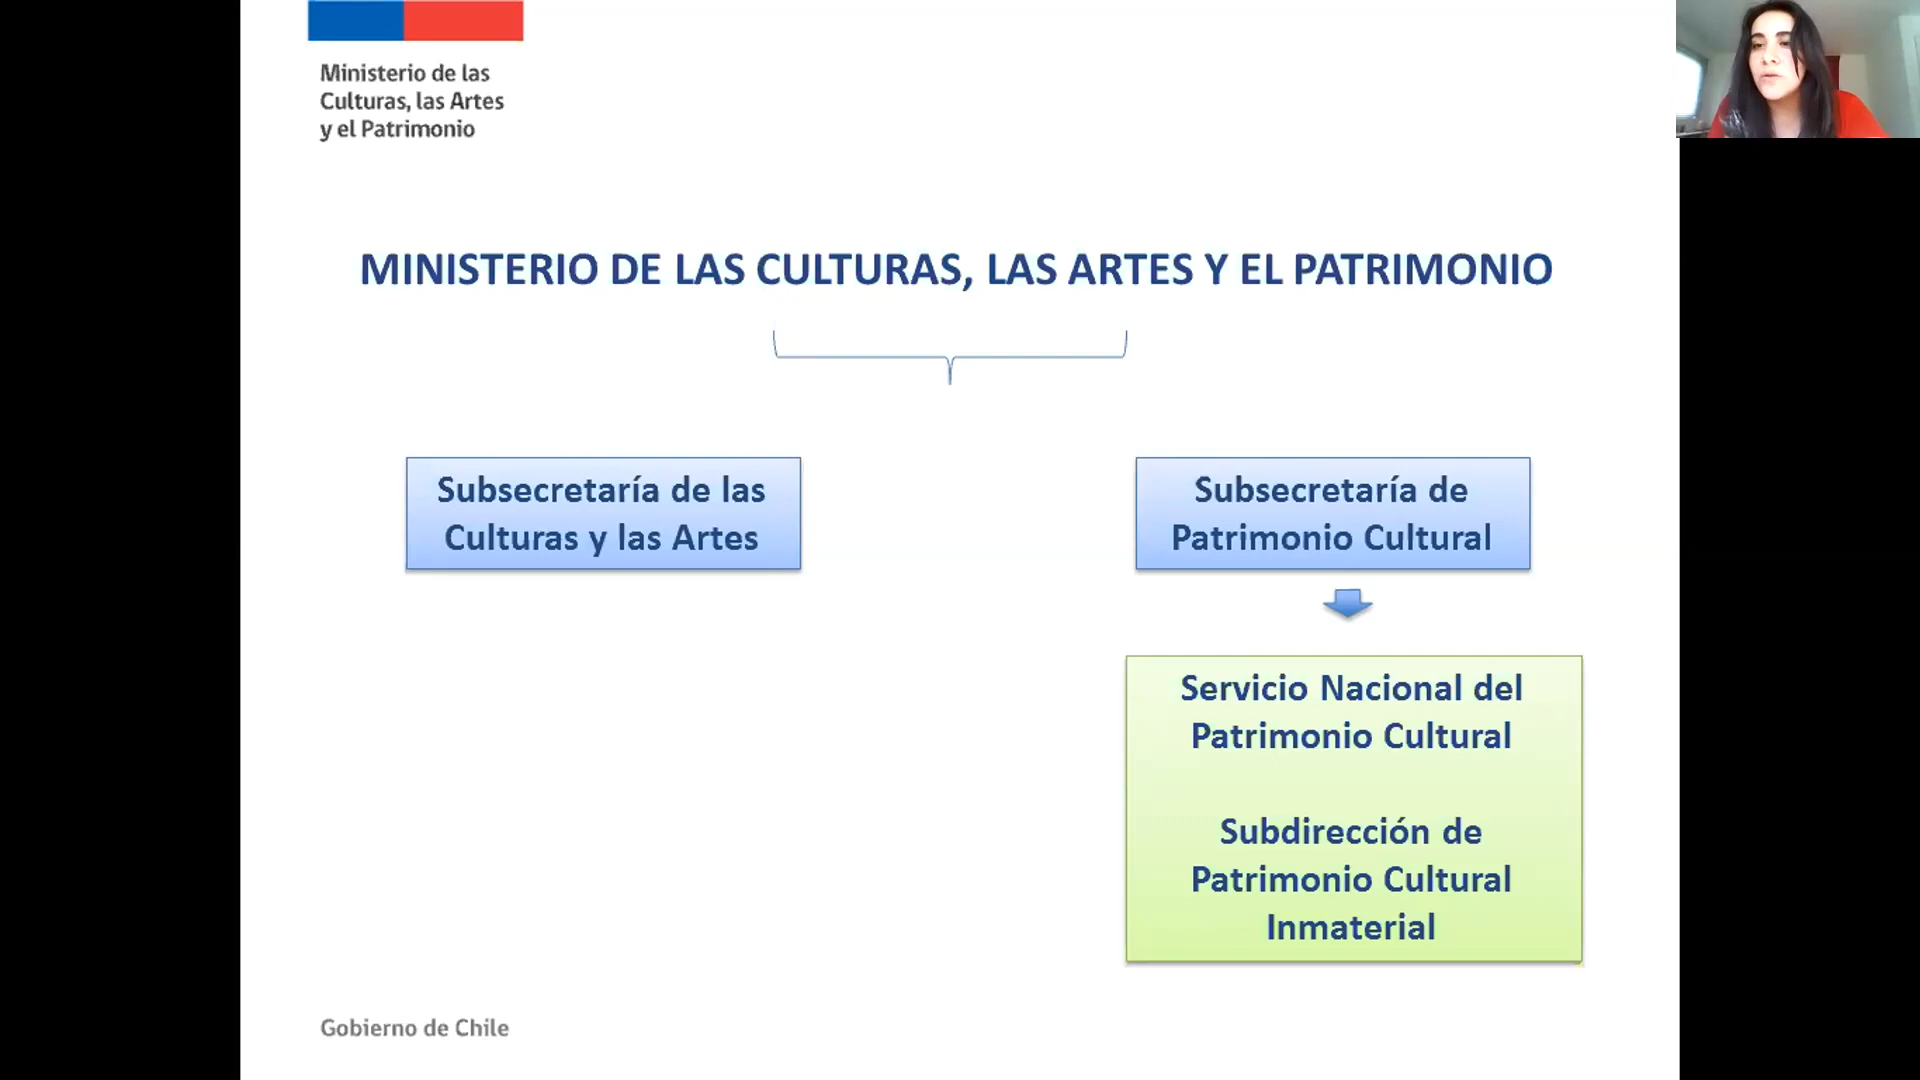 Ministerio de las
Culturas, las Artes
y el Patrimonio
MINISTERIO DE LAS CULTURAS, LAS ARTES Y EL PATRIMONIO
Subsecretaría de las
Culturas y las Artes
Subsecretaría de
Patrimonio Cultural
Servicio Nacional del
Patrimonio Cultural
Subdirección de
Patrimonio Cultural
Inmaterial
Gobierno de Chile